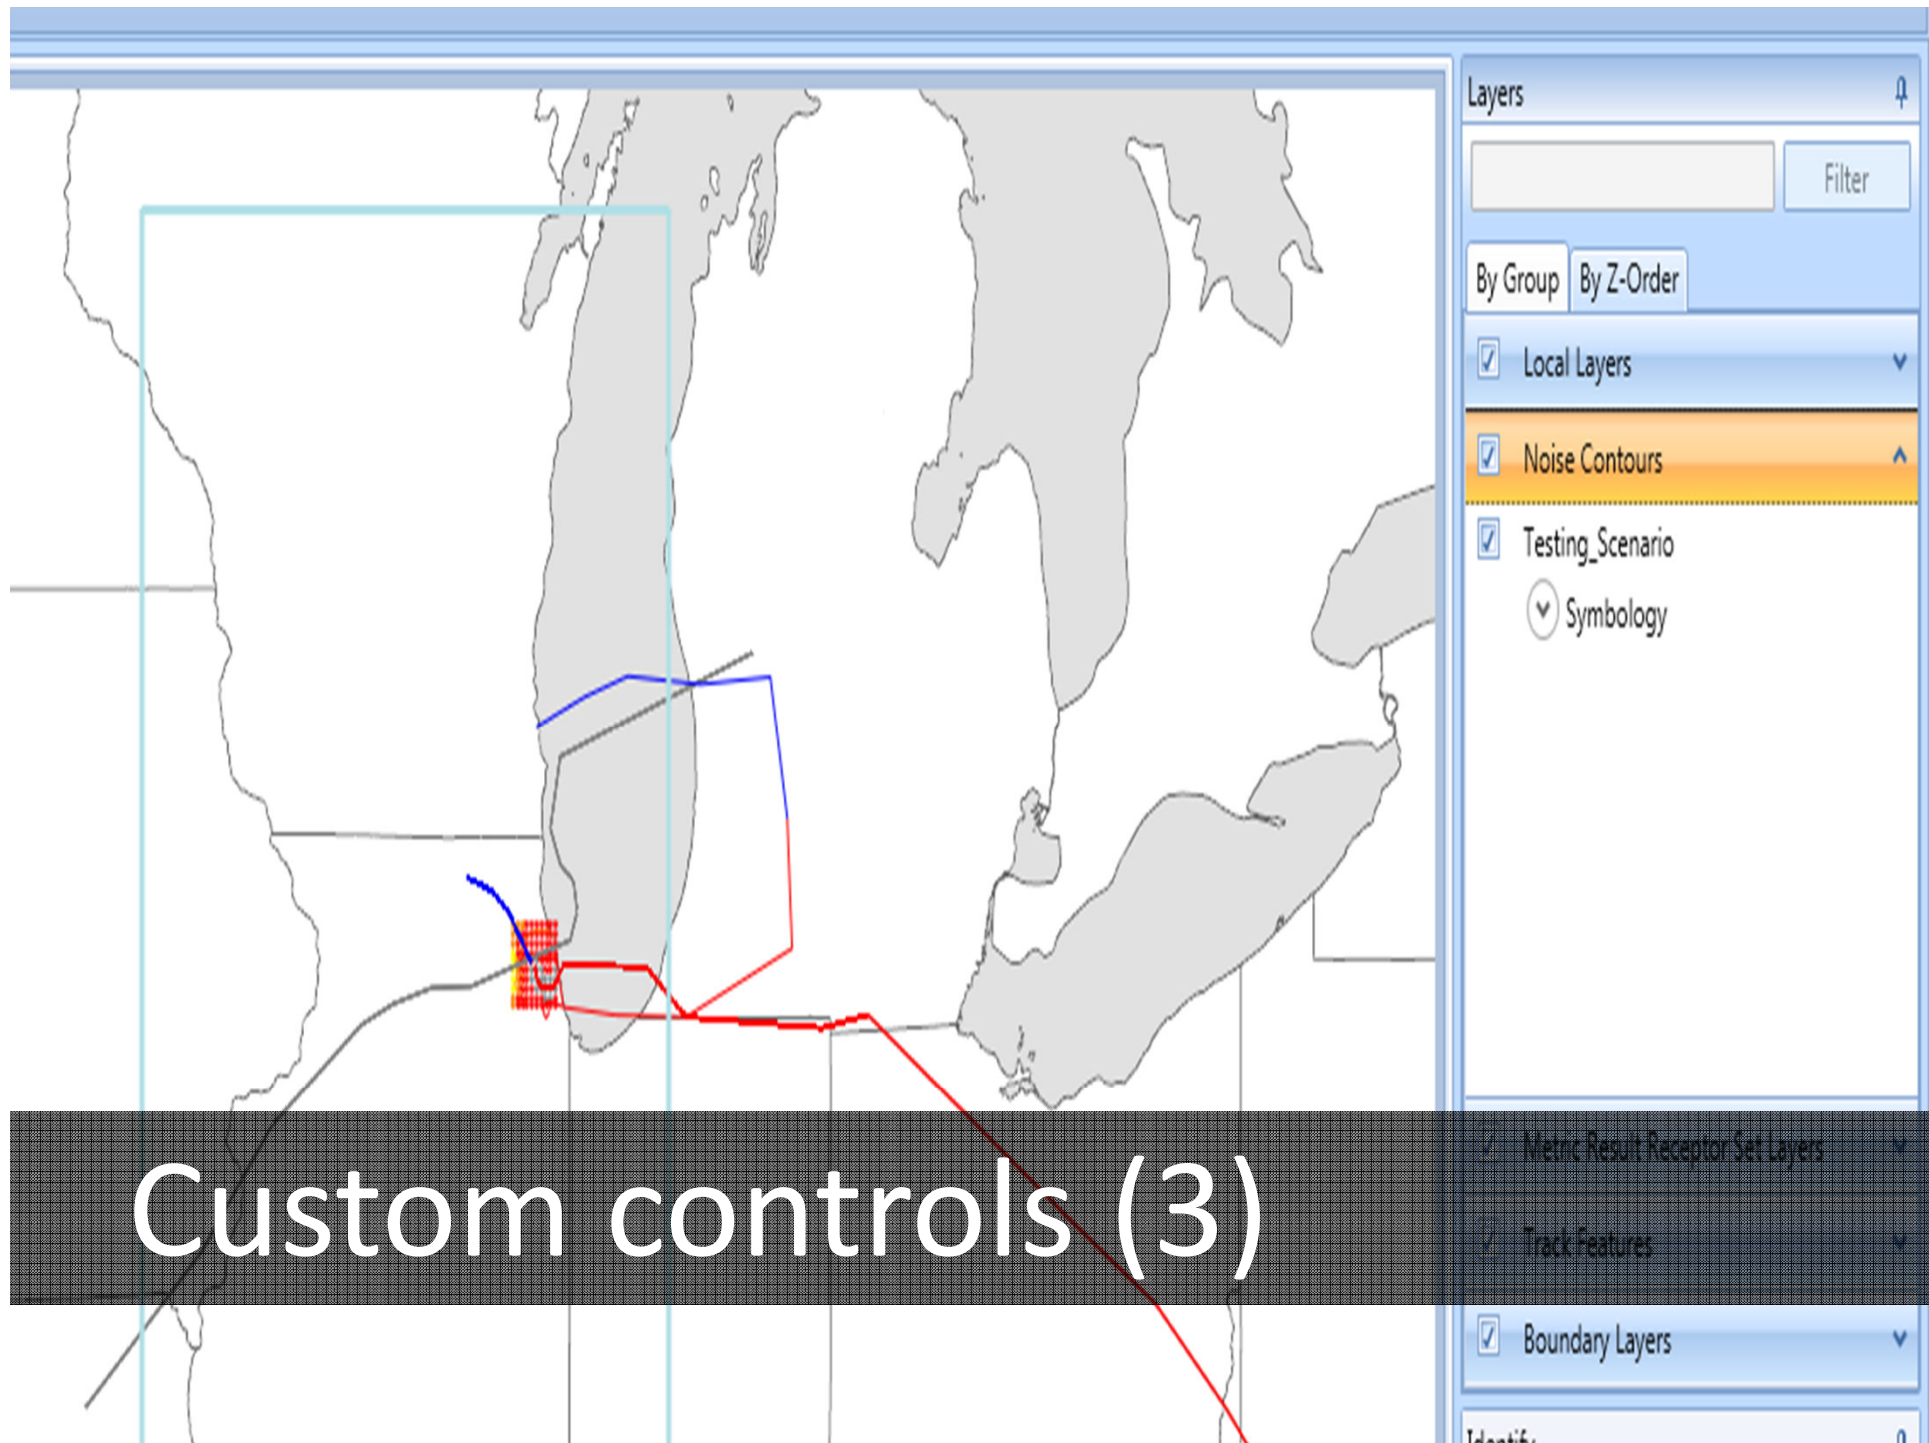 Layers
Filter
By Group By Z-Order
Local Layers
Noise Contours
Testing_Scenario
Symbology
Metric Result Receptor Set Layers
Custom controls (3)
Track Features
Boundary Layers
Identify